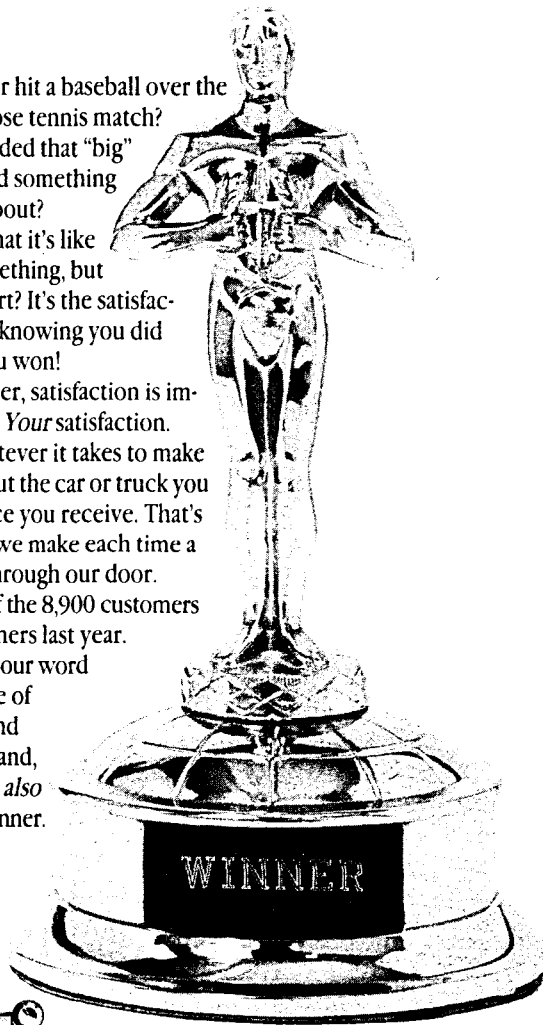 r hit a baseball over the
ose tennis match?
ded that “big”
d something
bout?
hat it's like
ething, but
rt? It's the satisfac-
knowing you did
u won!
er, satisfaction is im-
Your satisfaction.
tever it takes to make
ut the car or truck you
ce you receive. That's
we make each time a
hrough our door.
f the 8,900 customers
ners last year.
our word
e of
nd
and,
also
nner.
WINNER